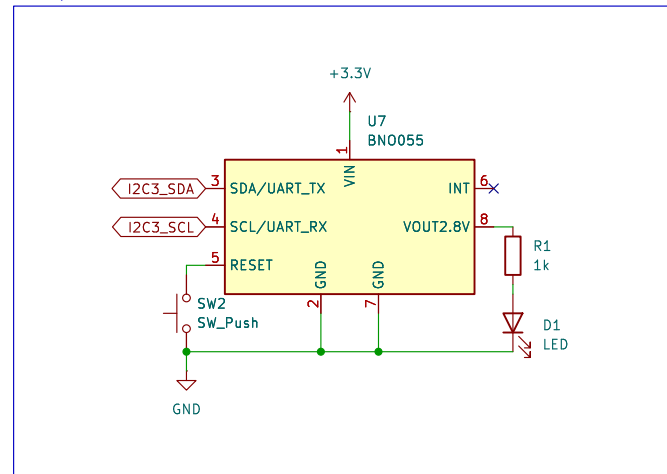 +3.3V
U7
BNO055
1
VIN
I2C3_SDA 3 SDA/UART_TX INT 6
I2C3_SCL 4 SCL/UART_RX VOUT2.8V 8
5 RESET
GND GND
2 7
R1
1k
SW2
SW_Push
D1
LED
GND